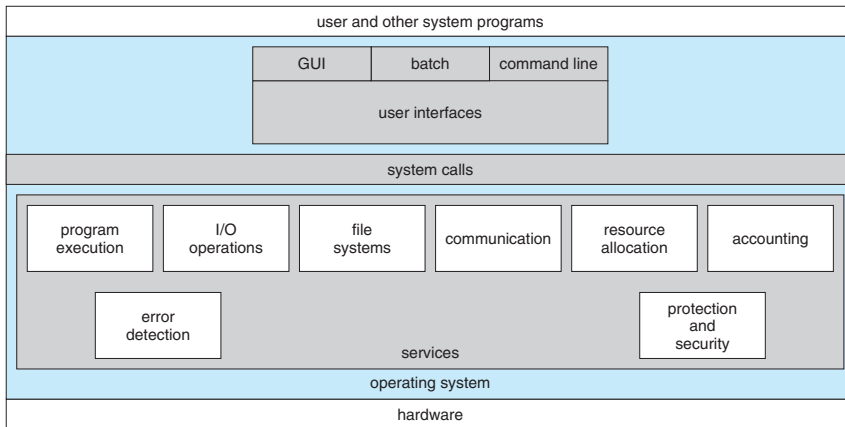 user and other system programs
GUI
batch
command line
user interfaces
system calls
program
execution
I/O
operations
file
systems
communication
resource
allocation
accounting
error
detection
protection
and
security
services
operating system
hardware